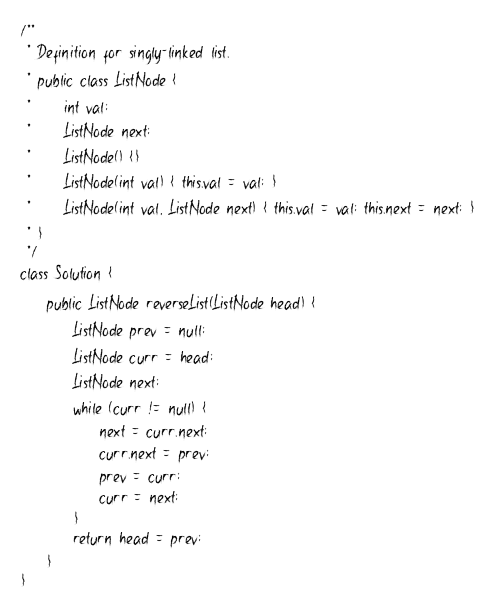 /**
 * Definition for singly-linked list.
 * public class ListNode {
 *     int val;
 *     ListNode next;
 *     ListNode() {}
 *     ListNode(int val) { this.val = val; }
 *     ListNode(int val, ListNode next) { this.val = val; this.next = next; }
 * }
 */
class Solution {
    public ListNode reverseList(ListNode head) {
        ListNode prev = null;
        ListNode curr = head;
        ListNode next;
        while (curr != null) {
            next = curr.next;
            curr.next = prev;
            prev = curr;
            curr = next;
        }
        return head = prev;
    }
}